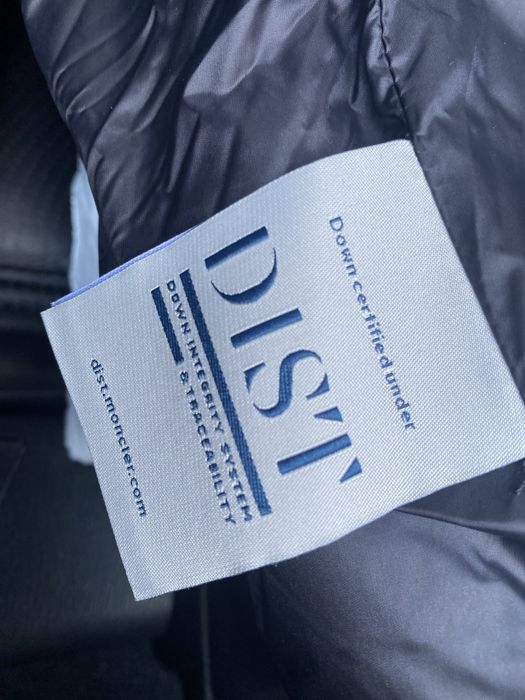 Down certified under
DIST
DOWN INTEGRITY SYSTEM
& TRACEABILITY
dist.moncler.com